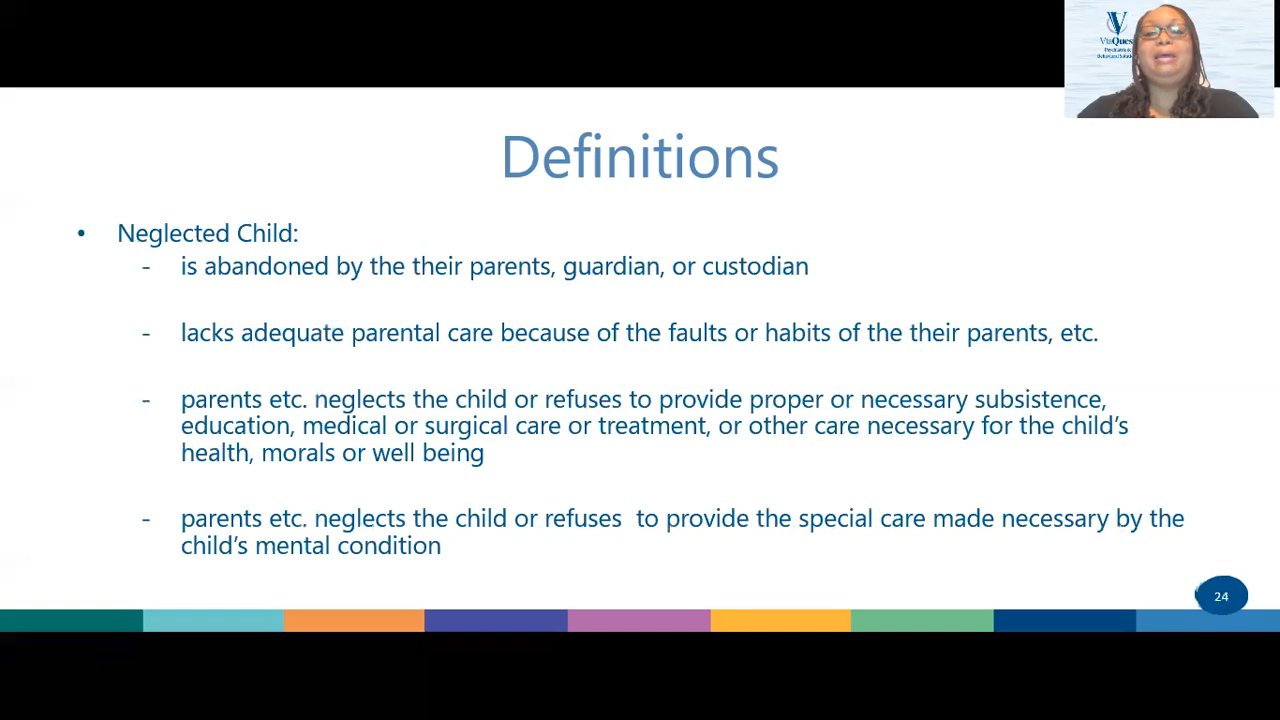 ViaQuest
Psychiatric &
Behavioral Solutions
Definitions
• Neglected Child:
- is abandoned by the their parents, guardian, or custodian
- lacks adequate parental care because of the faults or habits of the their parents, etc.
- parents etc. neglects the child or refuses to provide proper or necessary subsistence,
education, medical or surgical care or treatment, or other care necessary for the child’s
health, morals or well being
- parents etc. neglects the child or refuses  to provide the special care made necessary by the
child’s mental condition
24